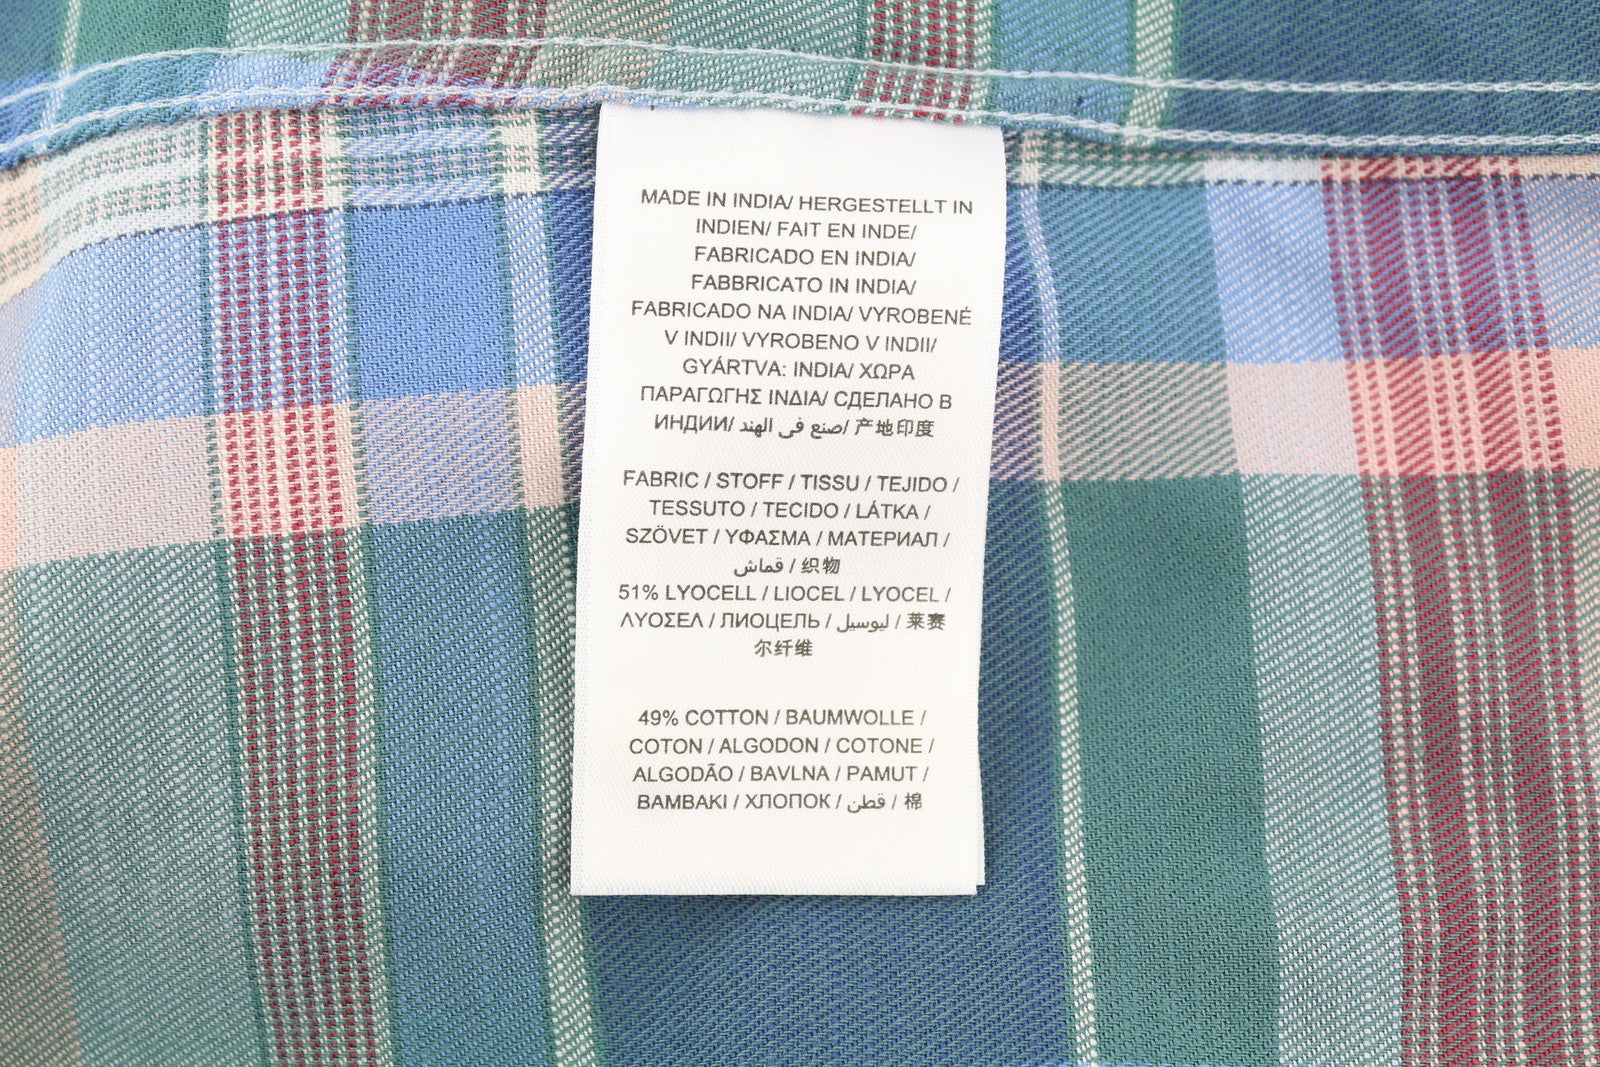 MADE IN INDIA/ HERGESTELLT IN
INDIEN/ FAIT EN INDE/
FABRICADO EN INDIA/
FABBRICATO IN INDIA/
FABRICADO NA INDIA/ VYROBENÉ
V INDII/ VYROBENO V INDII/
GYÁRTVA: INDIA/ ΧΩΡΑ
ΠΑΡΑΓΩΓΗΣ ΙΝΔΙΑ/ СДЕЛАНО В
ИНДИИ/ صنع في الهند/ 产地印度
FABRIC / STOFF / TISSU / TEJIDO /
TESSUTO / TECIDO / LÁTKA /
SZÖVET / ΥΦΑΣΜΑ / МАТЕРИАЛ /
قماش / 织物
51% LYOCELL / LIOCEL / LYOCEL /
ΛΥΟΣΕΛ / ЛИОЦЕЛЬ / ليوسيل / 莱赛
尔纤维
49% COTTON / BAUMWOLLE /
COTON / ALGODON / COTONE /
ALGODÃO / BAVLNA / PAMUT /
BAMBAKI / ХЛОПОК / قطن / 棉